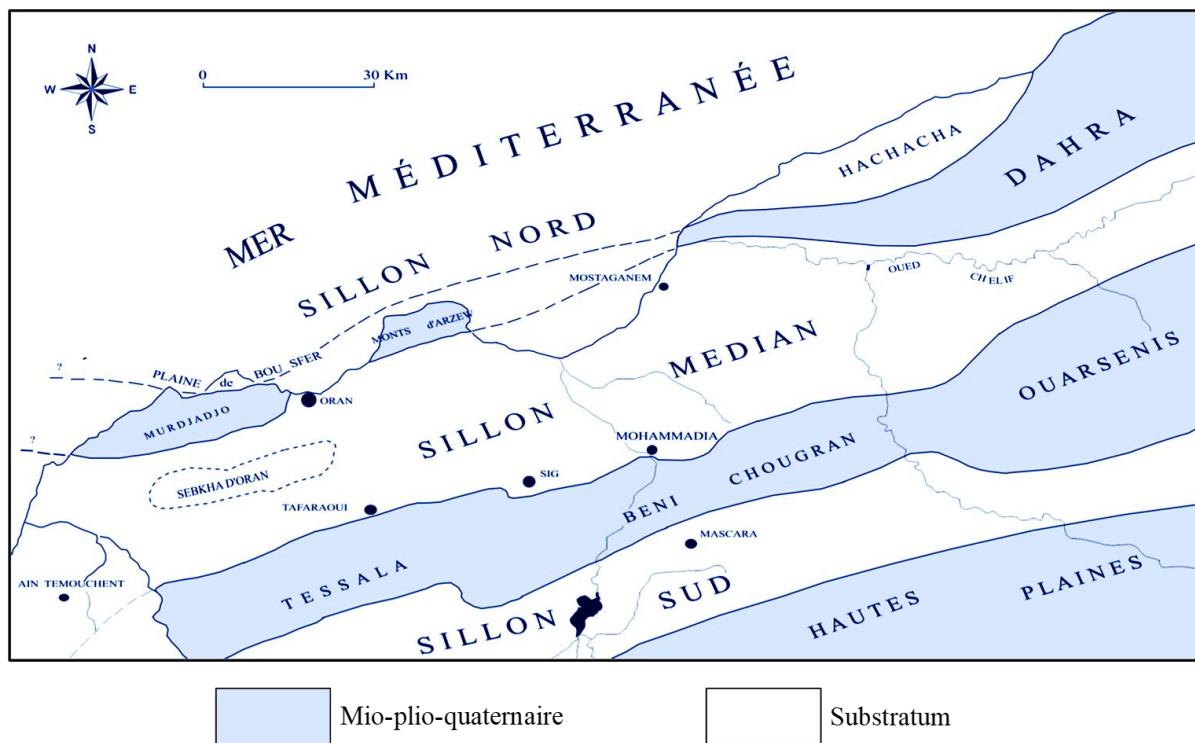 N
W E
S
0 30 Km
MER MÉDITERRANÉE
HACHACHA
DAHRA
SILLON NORD
MOSTAGANEM
OUED
CHELIF
MONTS d'ARZEW
MEDIAN
OUARSENIS
?
PLAINE de BOUSFER
ORAN
MURDJADJO
SILLON
?
MOHAMMADIA
SEBKHA D'ORAN
SIG
BENI CHOUGRAN
TAFARAOUI
MASCARA
TESSALA
AIN TEMOUCHENT
SILLON SUD
HAUTES PLAINES
Mio-plio-quaternaire
Substratum